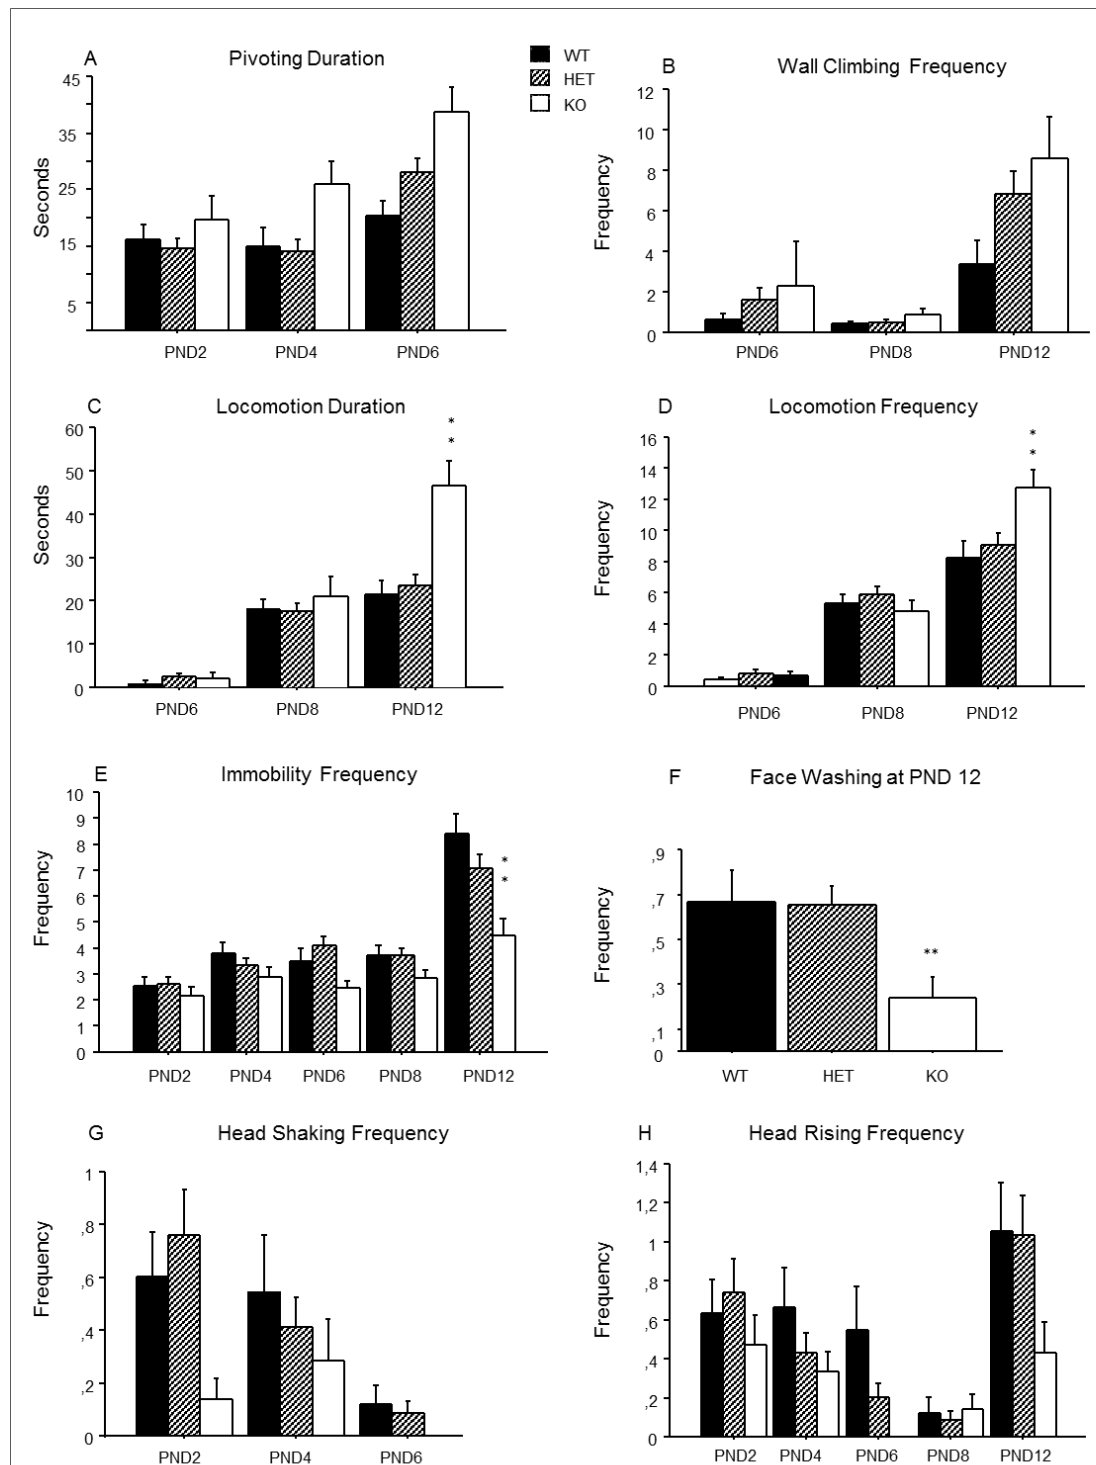 A Pivoting Duration
WT
HET
KO
45
35
25
15
5
Seconds
PND2 PND4 PND6
B Wall Climbing Frequency
12
10
8
6
4
2
0
Frequency
PND6 PND8 PND12
C Locomotion Duration
60
50
40
30
20
10
0
Seconds
*
*
PND6 PND8 PND12
D Locomotion Frequency
16
14
12
10
8
6
4
2
0
Frequency
*
*
PND6 PND8 PND12
E Immobility Frequency
10
9
8
7
6
5
4
3
2
1
0
Frequency
*
*
PND2 PND4 PND6 PND8 PND12
F Face Washing at PND 12
,9
,7
,5
,3
,1
0
Frequency
**
WT HET KO
G Head Shaking Frequency
1
,8
,6
,4
,2
0
Frequency
PND2 PND4 PND6
H Head Rising Frequency
1,4
1,2
1
,8
,6
,4
,2
0
Frequency
PND2 PND4 PND6 PND8 PND12